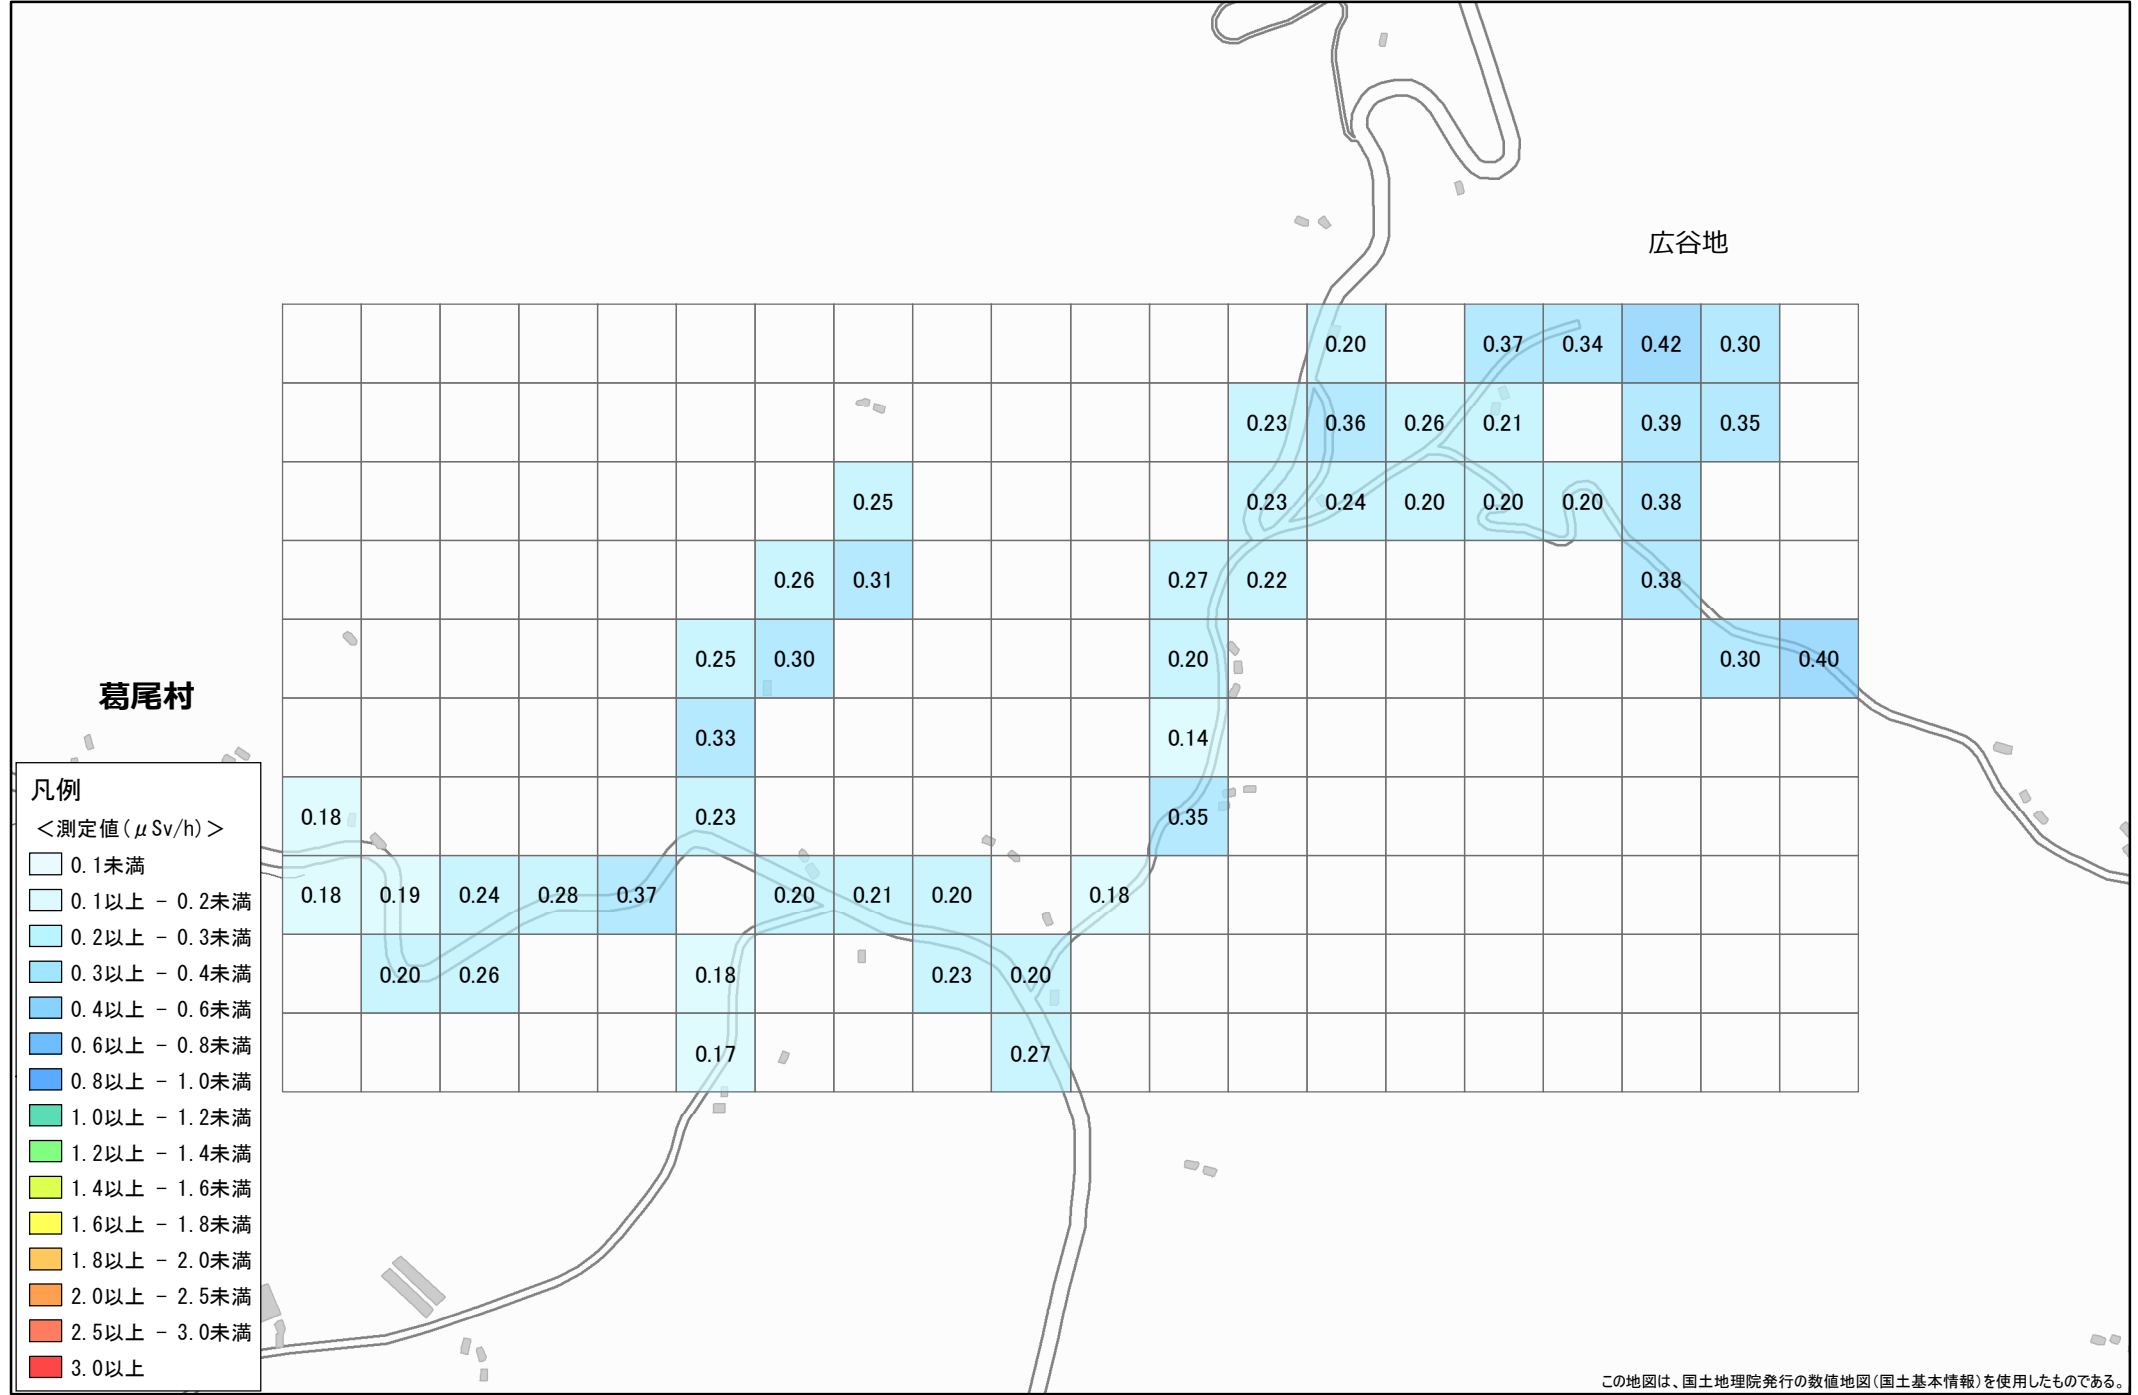 広谷地
0.20 0.37 0.34 0.42 0.30
0.23 0.36 0.26 0.21 0.39 0.35
0.25 0.23 0.24 0.20 0.20 0.20 0.38
0.26 0.31 0.27 0.22 0.38
0.25 0.30 0.20 0.30 0.40
葛尾村
0.33 0.14
0.18 0.23 0.35
0.18 0.19 0.24 0.28 0.37 0.20 0.21 0.20 0.18
0.20 0.26 0.18 0.23 0.20
0.17 0.27
凡例
＜測定値(μSv/h)＞
0.1未満
0.1以上 − 0.2未満
0.2以上 − 0.3未満
0.3以上 − 0.4未満
0.4以上 − 0.6未満
0.6以上 − 0.8未満
0.8以上 − 1.0未満
1.0以上 − 1.2未満
1.2以上 − 1.4未満
1.4以上 − 1.6未満
1.6以上 − 1.8未満
1.8以上 − 2.0未満
2.0以上 − 2.5未満
2.5以上 − 3.0未満
3.0以上
この地図は、国土地理院発行の数値地図(国土基本情報)を使用したものである。